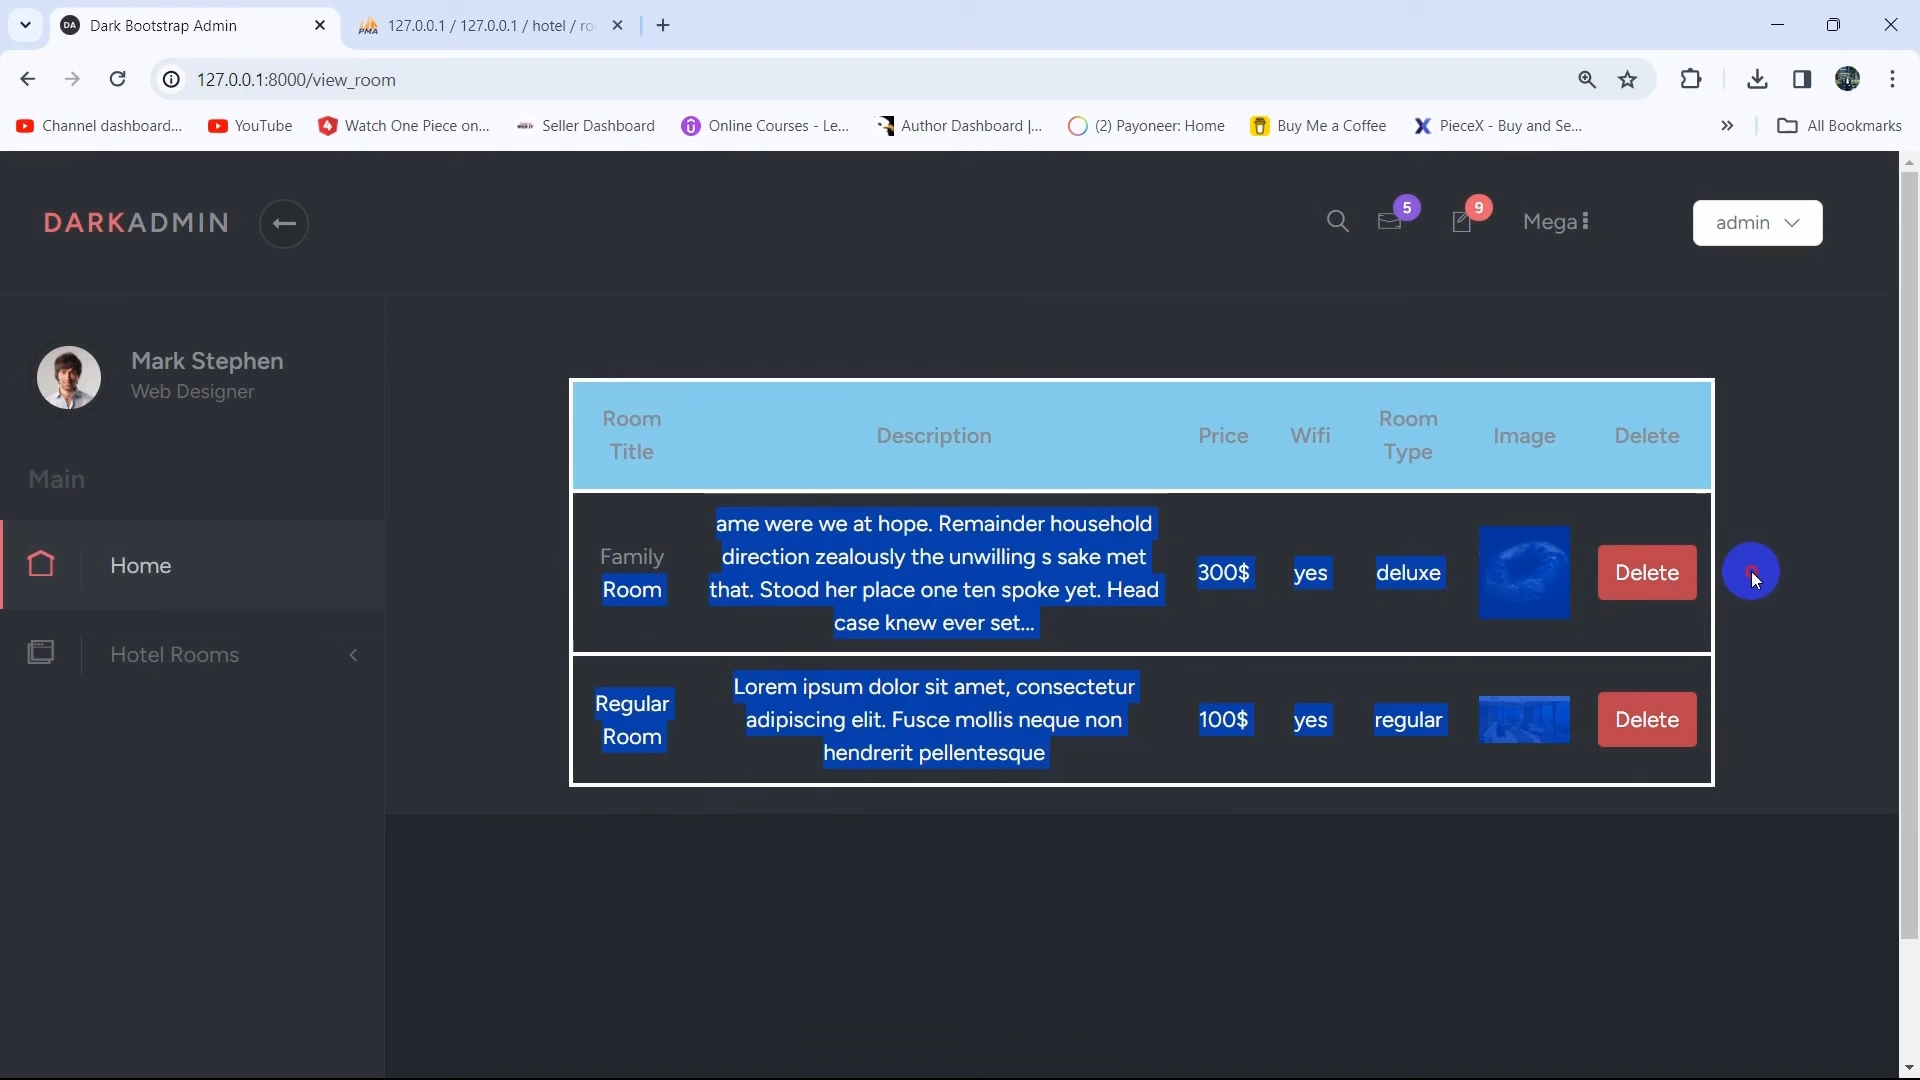 DA Dark Bootstrap Admin
PMA 127.0.0.1 / 127.0.0.1 / hotel / ro
127.0.0.1:8000/view_room
Channel dashboard...
YouTube
Watch One Piece on...
Seller Dashboard
Online Courses - Le...
Author Dashboard |...
(2) Payoneer: Home
Buy Me a Coffee
PieceX - Buy and Se...
All Bookmarks
DARKADMIN
5
9
Mega
admin
Mark Stephen
Web Designer
Main
Home
Hotel Rooms
Room
Title
Description
Price
Wifi
Room
Type
Image
Delete
Family
Room
ame were we at hope. Remainder household
direction zealously the unwilling s sake met
that. Stood her place one ten spoke yet. Head
case knew ever set...
300$
yes
deluxe
Delete
Regular
Room
Lorem ipsum dolor sit amet, consectetur
adipiscing elit. Fusce mollis neque non
hendrerit pellentesque
100$
yes
regular
Delete